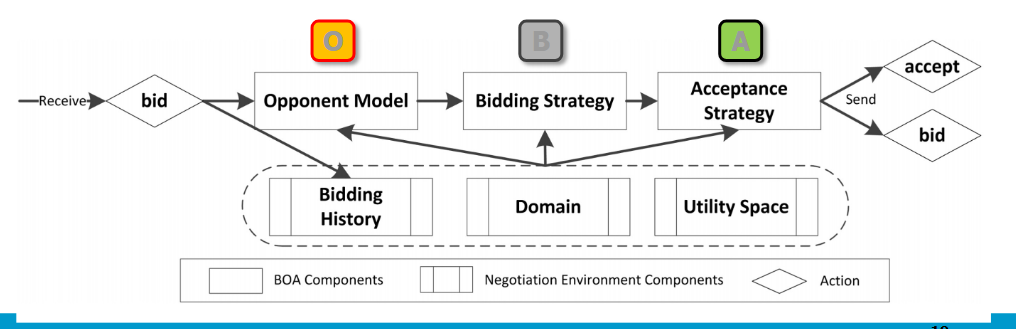 O
B
A
Receive
bid
Opponent Model
Bidding Strategy
Acceptance
Strategy
Send
accept
bid
Bidding
History
Domain
Utility Space
BOA Components
Negotiation Environment Components
Action